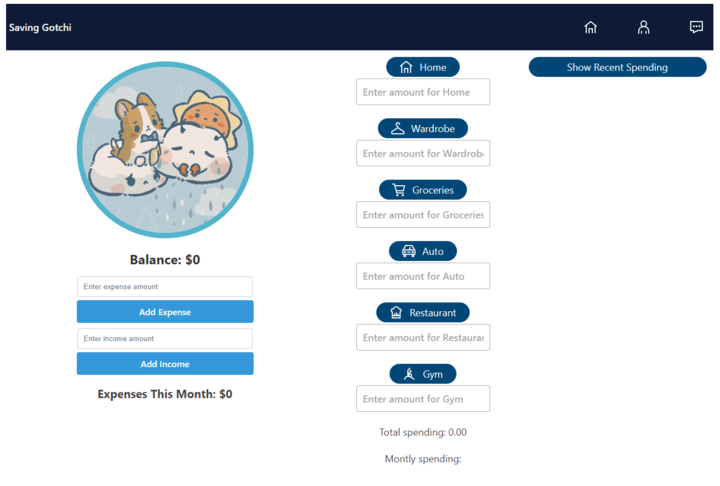 Saving Gotchi
Balance: $0
Enter expense amount
Add Expense
Enter income amount
Add Income
Expenses This Month: $0
Home
Enter amount for Home
Wardrobe
Enter amount for Wardrobe
Groceries
Enter amount for Groceries
Auto
Enter amount for Auto
Restaurant
Enter amount for Restaurar
Gym
Enter amount for Gym
Total spending: 0.00
Montly spending:
Show Recent Spending